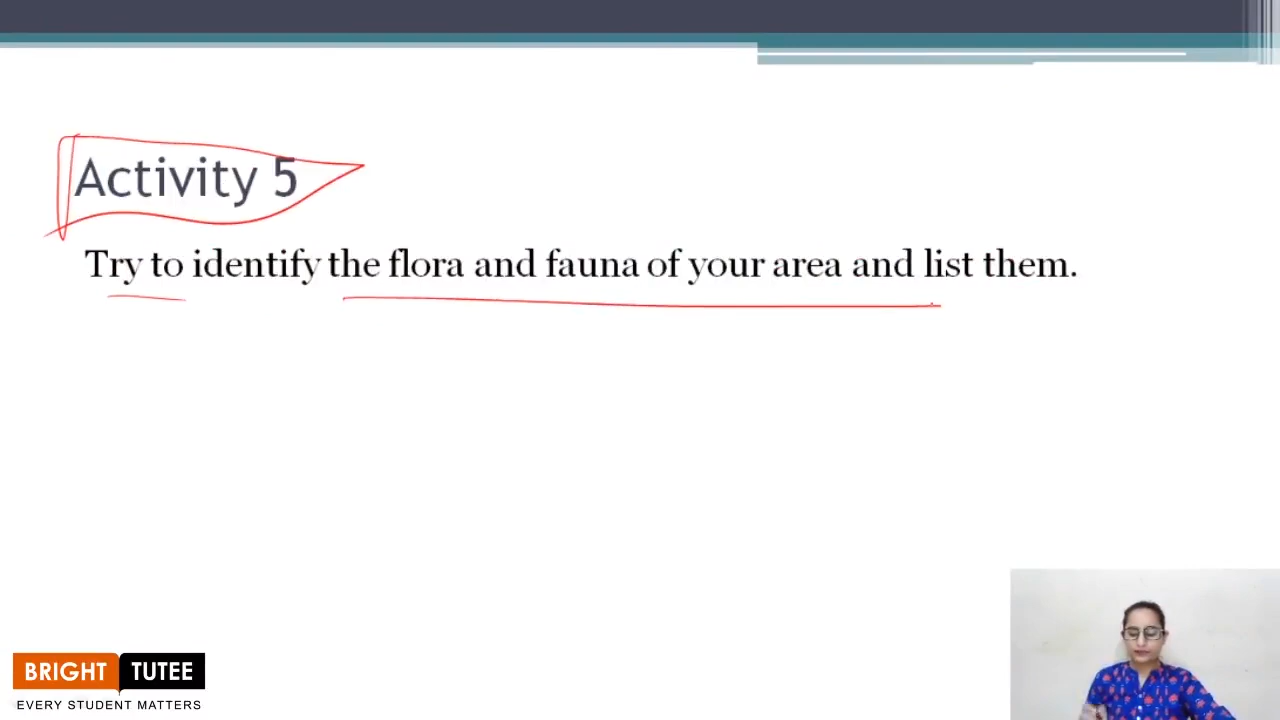 Activity 5
Try to identify the flora and fauna of your area and list them.
BRIGHT TUTEE
EVERY STUDENT MATTERS